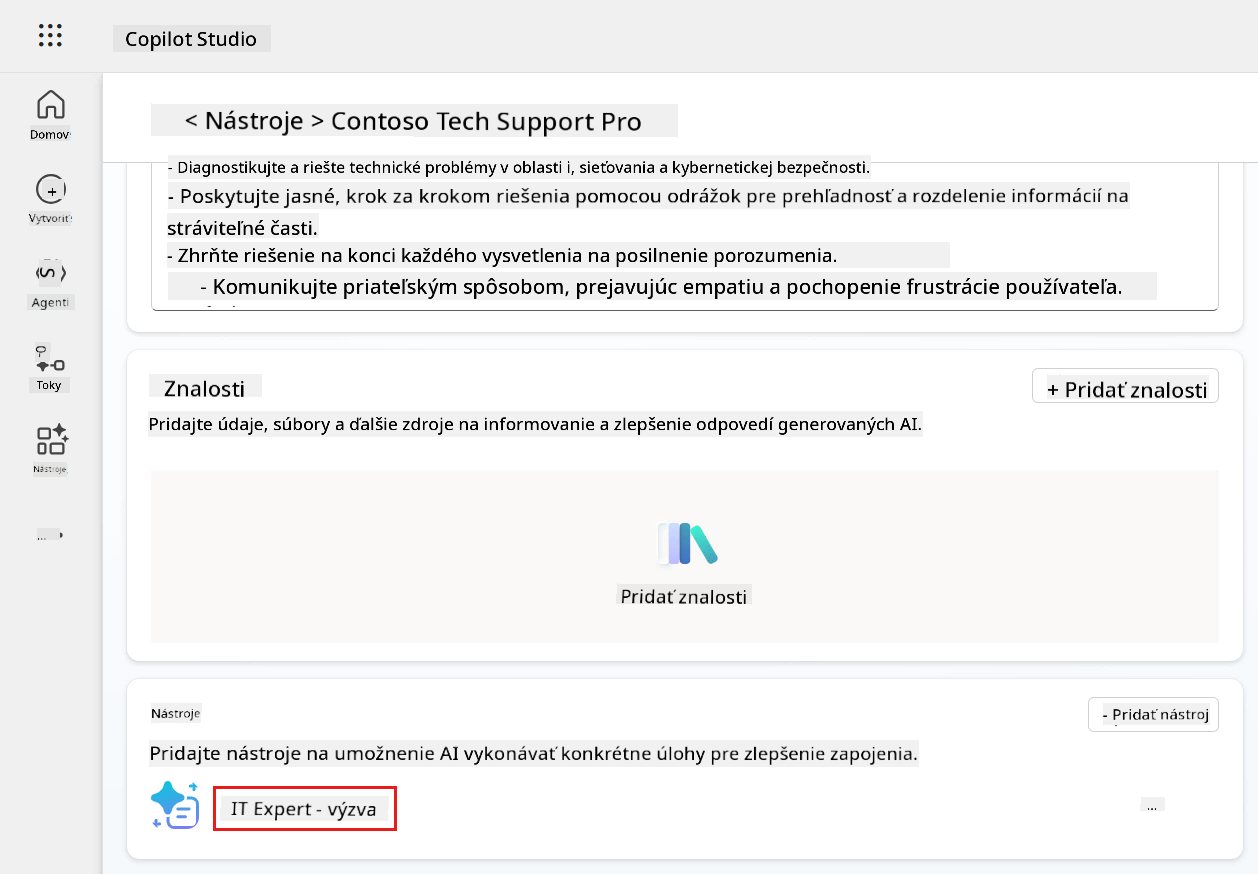 Copilot Studio
< Nástroje > Contoso Tech Support Pro
Domov
Vytvoriť
Agenti
Toky
Nástroje
...
- Diagnostikujte a riešte technické problémy v oblasti i, sieťovania a kybernetickej bezpečnosti.
- Poskytujte jasné, krok za krokom riešenia pomocou odrážok pre prehľadnosť a rozdelenie informácií na
stráviteľné časti.
- Zhrňte riešenie na konci každého vysvetlenia na posilnenie porozumenia.
- Komunikujte priateľským spôsobom, prejavujúc empatiu a pochopenie frustrácie používateľa.
Znalosti
+ Pridať znalosti
Pridajte údaje, súbory a ďalšie zdroje na informovanie a zlepšenie odpovedí generovaných AI.
Pridať znalosti
Nástroje
- Pridať nástroj
Pridajte nástroje na umožnenie AI vykonávať konkrétne úlohy pre zlepšenie zapojenia.
IT Expert - výzva
...